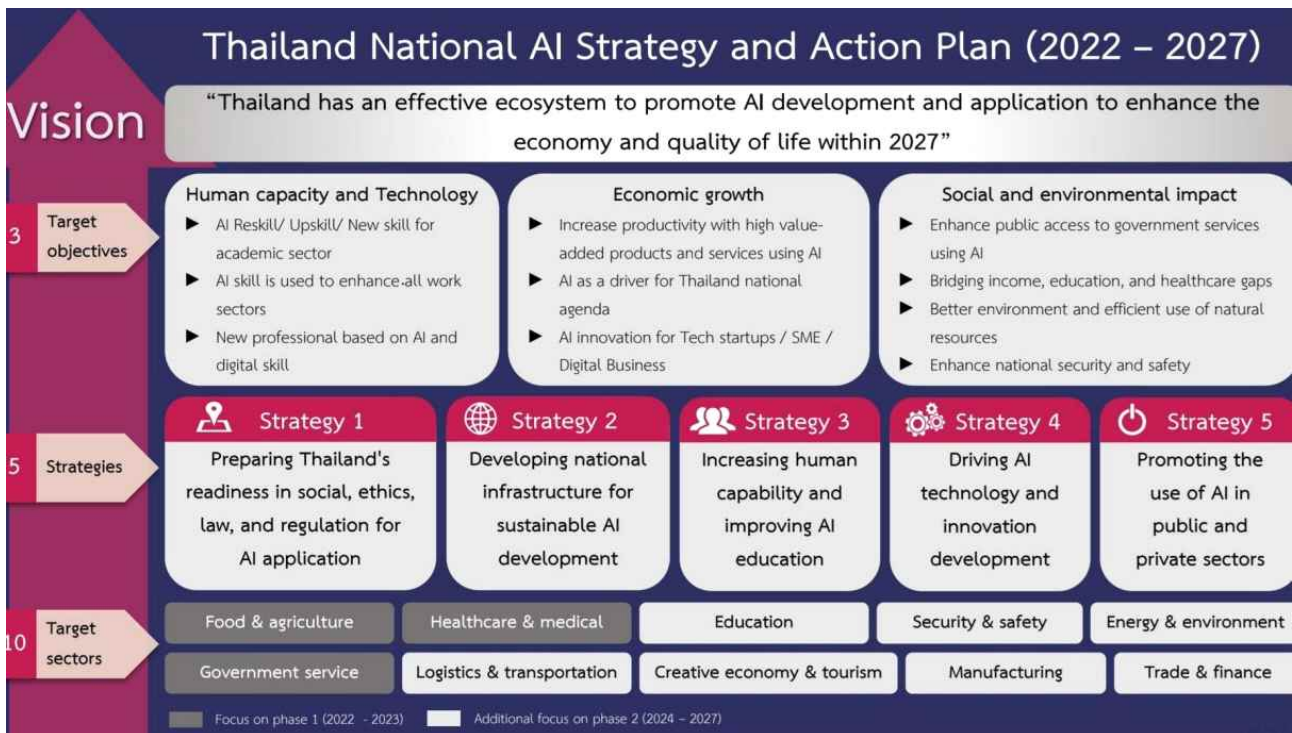 Thailand National AI Strategy and Action Plan (2022 – 2027)
Vision
“Thailand has an effective ecosystem to promote AI development and application to enhance the
economy and quality of life within 2027”
3
Target
objectives
Human capacity and Technology
► AI Reskill/ Upskill/ New skill for
academic sector
► AI skill is used to enhance all work
sectors
► New professional based on AI and
digital skill
Economic growth
► Increase productivity with high value-
added products and services using AI
► AI as a driver for Thailand national
agenda
► AI innovation for Tech startups / SME /
Digital Business
Social and environmental impact
► Enhance public access to government services
using AI
► Bridging income, education, and healthcare gaps
► Better environment and efficient use of natural
resources
► Enhance national security and safety
5
Strategies
Strategy 1
Preparing Thailand's
readiness in social, ethics,
law, and regulation for
AI application
Strategy 2
Developing national
infrastructure for
sustainable AI
development
Strategy 3
Increasing human
capability and
improving AI
education
Strategy 4
Driving AI
technology and
innovation
development
Strategy 5
Promoting the
use of AI in
public and
private sectors
10
Target
sectors
Food & agriculture
Healthcare & medical
Education
Security & safety
Energy & environment
Government service
Logistics & transportation
Creative economy & tourism
Manufacturing
Trade & finance
Focus on phase 1 (2022 - 2023)
Additional focus on phase 2 (2024 – 2027)